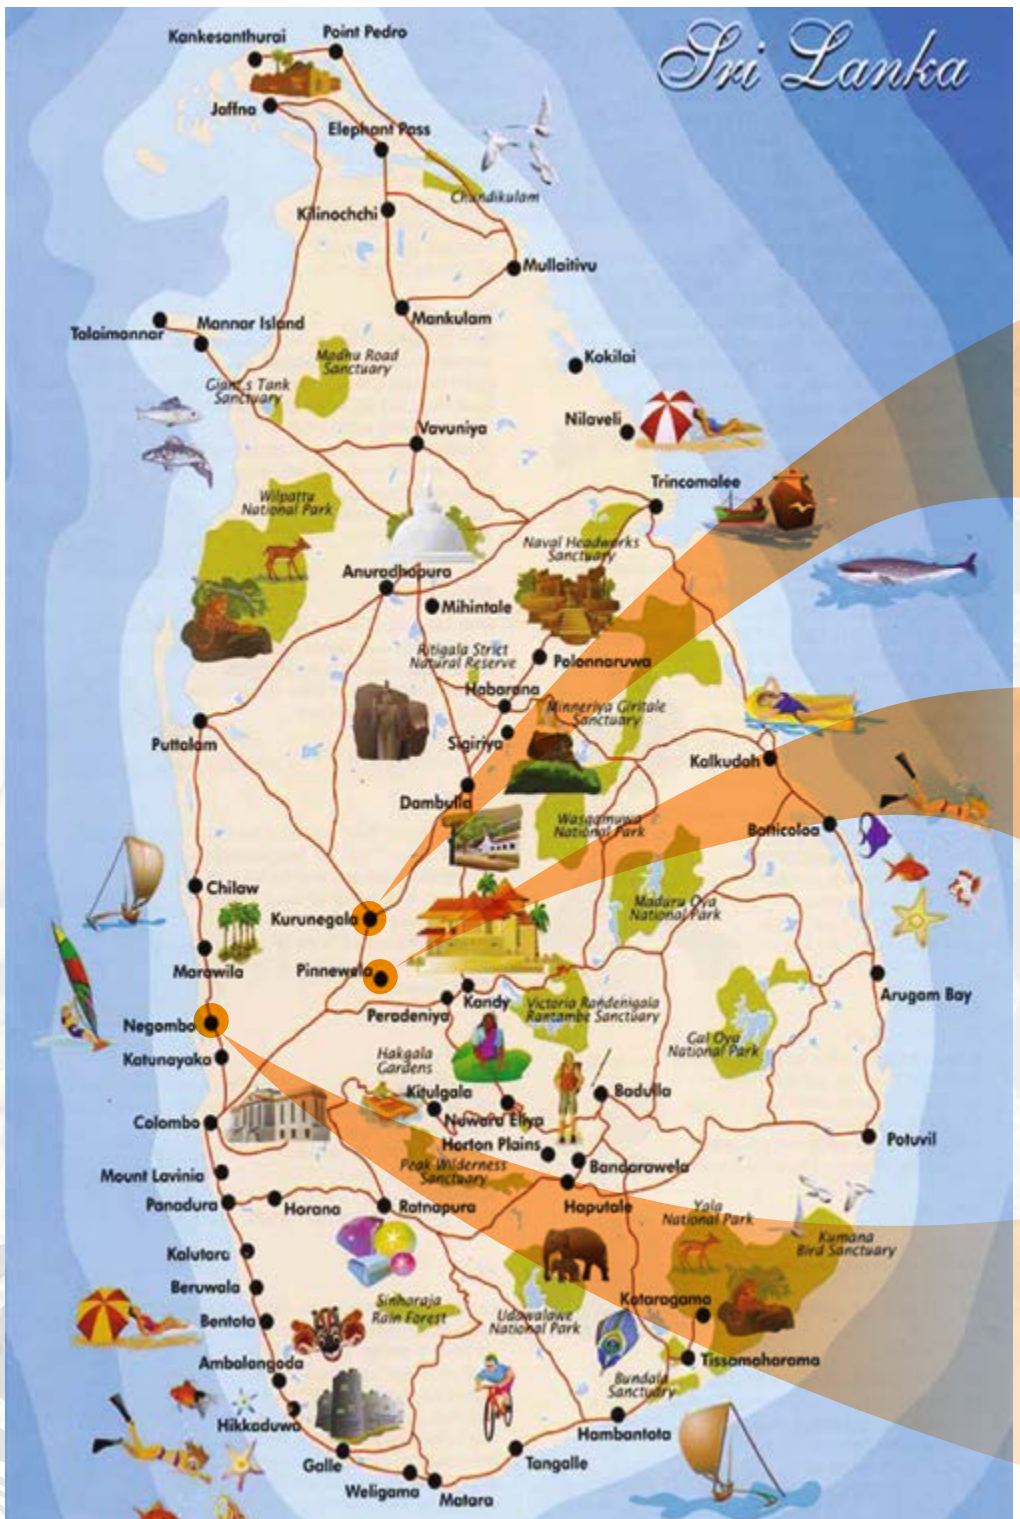 Sri Lanka
Kankesanthurai
Point Pedro
Jaffna
Elephant Pass
Chundikulam
Kilinochchi
Mullaitivu
Mankulam
Talaimannar
Mannar Island
Kokilai
Madhu Road
Sanctuary
Giant's Tank
Sanctuary
Nilaveli
Vavuniya
Trincomalee
Wilpattu
National Park
Naval Headworks
Sanctuary
Anuradhapura
Mihintale
Ritigala Strict
Natural Reserve
Polonnaruwa
Habarana
Minneriya Giritale
Sanctuary
Puttalam
Sigiriya
Kalkudah
Dambulla
Wasgamuwa
National Park
Batticoloa
Chilaw
Maduru Oya
National Park
Kurunegala
Marawila
Pinnewela
Arugam Bay
Kandy
Peradeniya
Victoria Randenigala
Rantambe Sanctuary
Negombo
Gal Oya
National Park
Katunayaka
Hakgala
Gardens
Kitulgala
Badulla
Colombo
Nuwara Eliya
Potuvil
Horton Plains
Bandarawela
Mount Lavinia
Peak Wilderness
Sanctuary
Panadura
Horana
Ratnapura
Haputale
Yala
National Park
Kumana
Bird Sanctuary
Kalutara
Beruwala
Sinharaja
Rain Forest
Udawalawe
National Park
Kataragama
Bentota
Ambalangoda
Tissamaharama
Bundala
Sanctuary
Hikkaduwa
Hambantota
Galle
Tangalle
Weligama
Matara